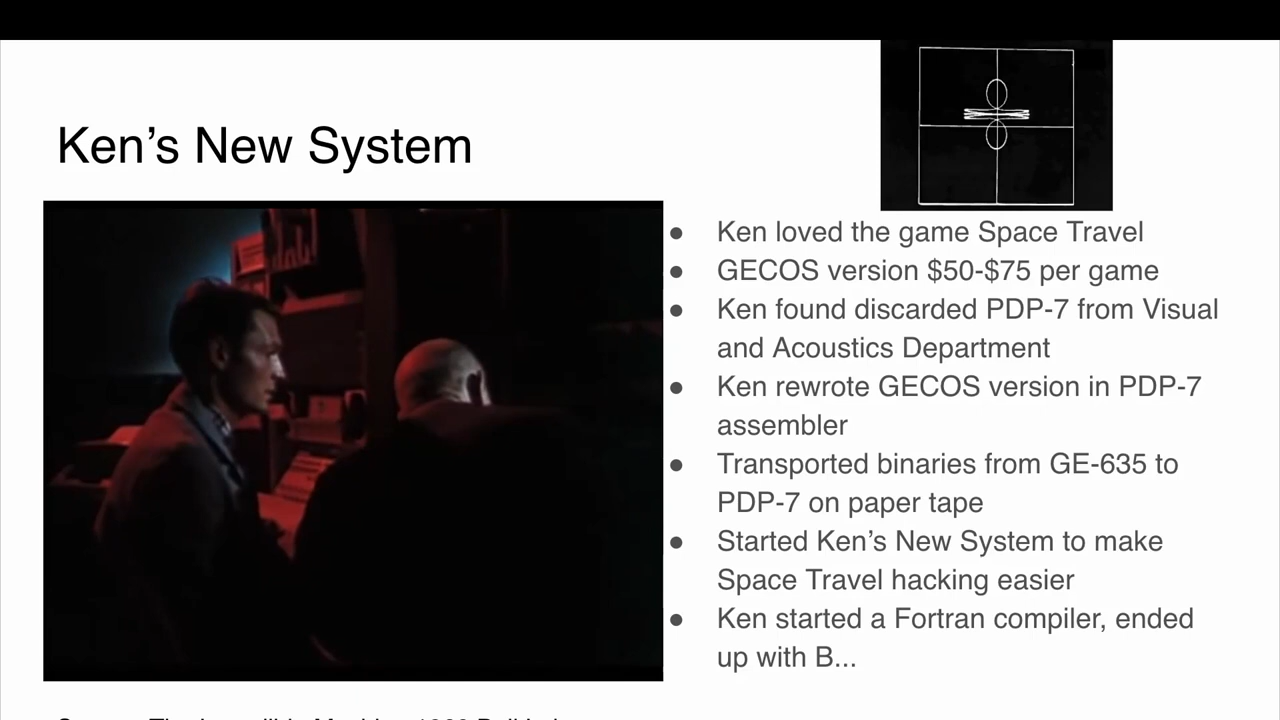 Ken’s New System
● Ken loved the game Space Travel
● GECOS version $50-$75 per game
● Ken found discarded PDP-7 from Visual
and Acoustics Department
● Ken rewrote GECOS version in PDP-7
assembler
● Transported binaries from GE-635 to
PDP-7 on paper tape
● Started Ken’s New System to make
Space Travel hacking easier
● Ken started a Fortran compiler, ended
up with B...